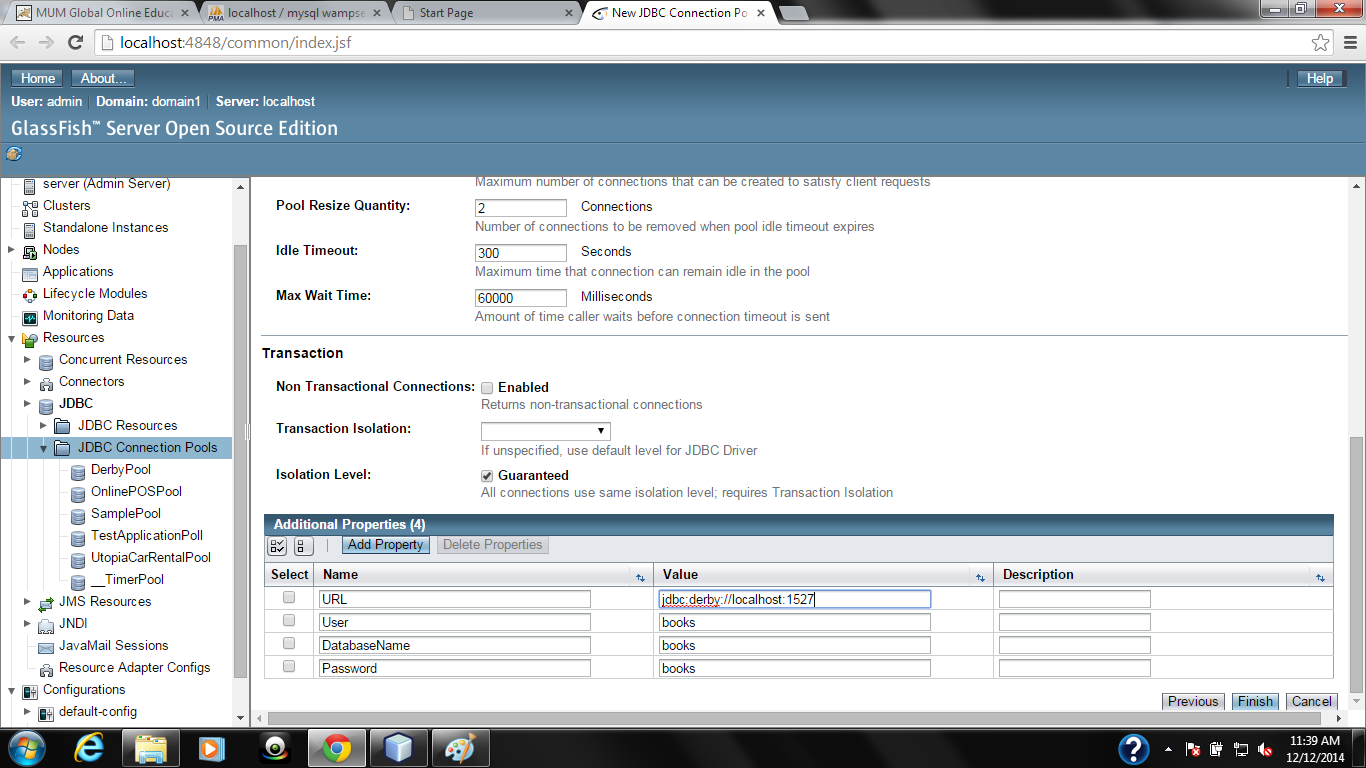 MUM Global Online Educa
localhost / mysql wampse
Start Page
New JDBC Connection Po
localhost:4848/common/index.jsf
Home About... Help
User: admin Domain: domain1 Server: localhost
GlassFish™ Server Open Source Edition
server (Admin Server)
Clusters
Standalone Instances
Nodes
Applications
Lifecycle Modules
Monitoring Data
Resources
Concurrent Resources
Connectors
JDBC
JDBC Resources
JDBC Connection Pools
DerbyPool
OnlinePOSPool
SamplePool
TestApplicationPoll
UtopiaCarRentalPool
__TimerPool
JMS Resources
JNDI
JavaMail Sessions
Resource Adapter Configs
Configurations
default-config
Maximum number of connections that can be created to satisfy client requests
Pool Resize Quantity: 2 Connections
Number of connections to be removed when pool idle timeout expires
Idle Timeout: 300 Seconds
Maximum time that connection can remain idle in the pool
Max Wait Time: 60000 Milliseconds
Amount of time caller waits before connection timeout is sent
Transaction
Non Transactional Connections: Enabled
Returns non-transactional connections
Transaction Isolation:
If unspecified, use default level for JDBC Driver
Isolation Level: Guaranteed
All connections use same isolation level; requires Transaction Isolation
Additional Properties (4)
Add Property Delete Properties
Select Name Value Description
URL jdbc:derby://localhost:1527
User books
DatabaseName books
Password books
Previous Finish Cancel
11:39 AM
12/12/2014